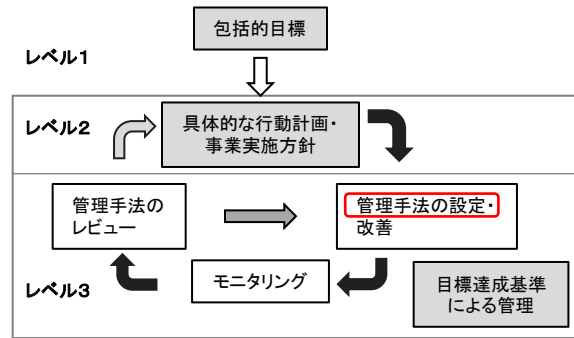 包括的目標
レベル1
レベル2
具体的な行動計画・
事業実施方針
管理手法の
レビュー
管理手法の設定・
改善
モニタリング
レベル3
目標達成基準
による管理